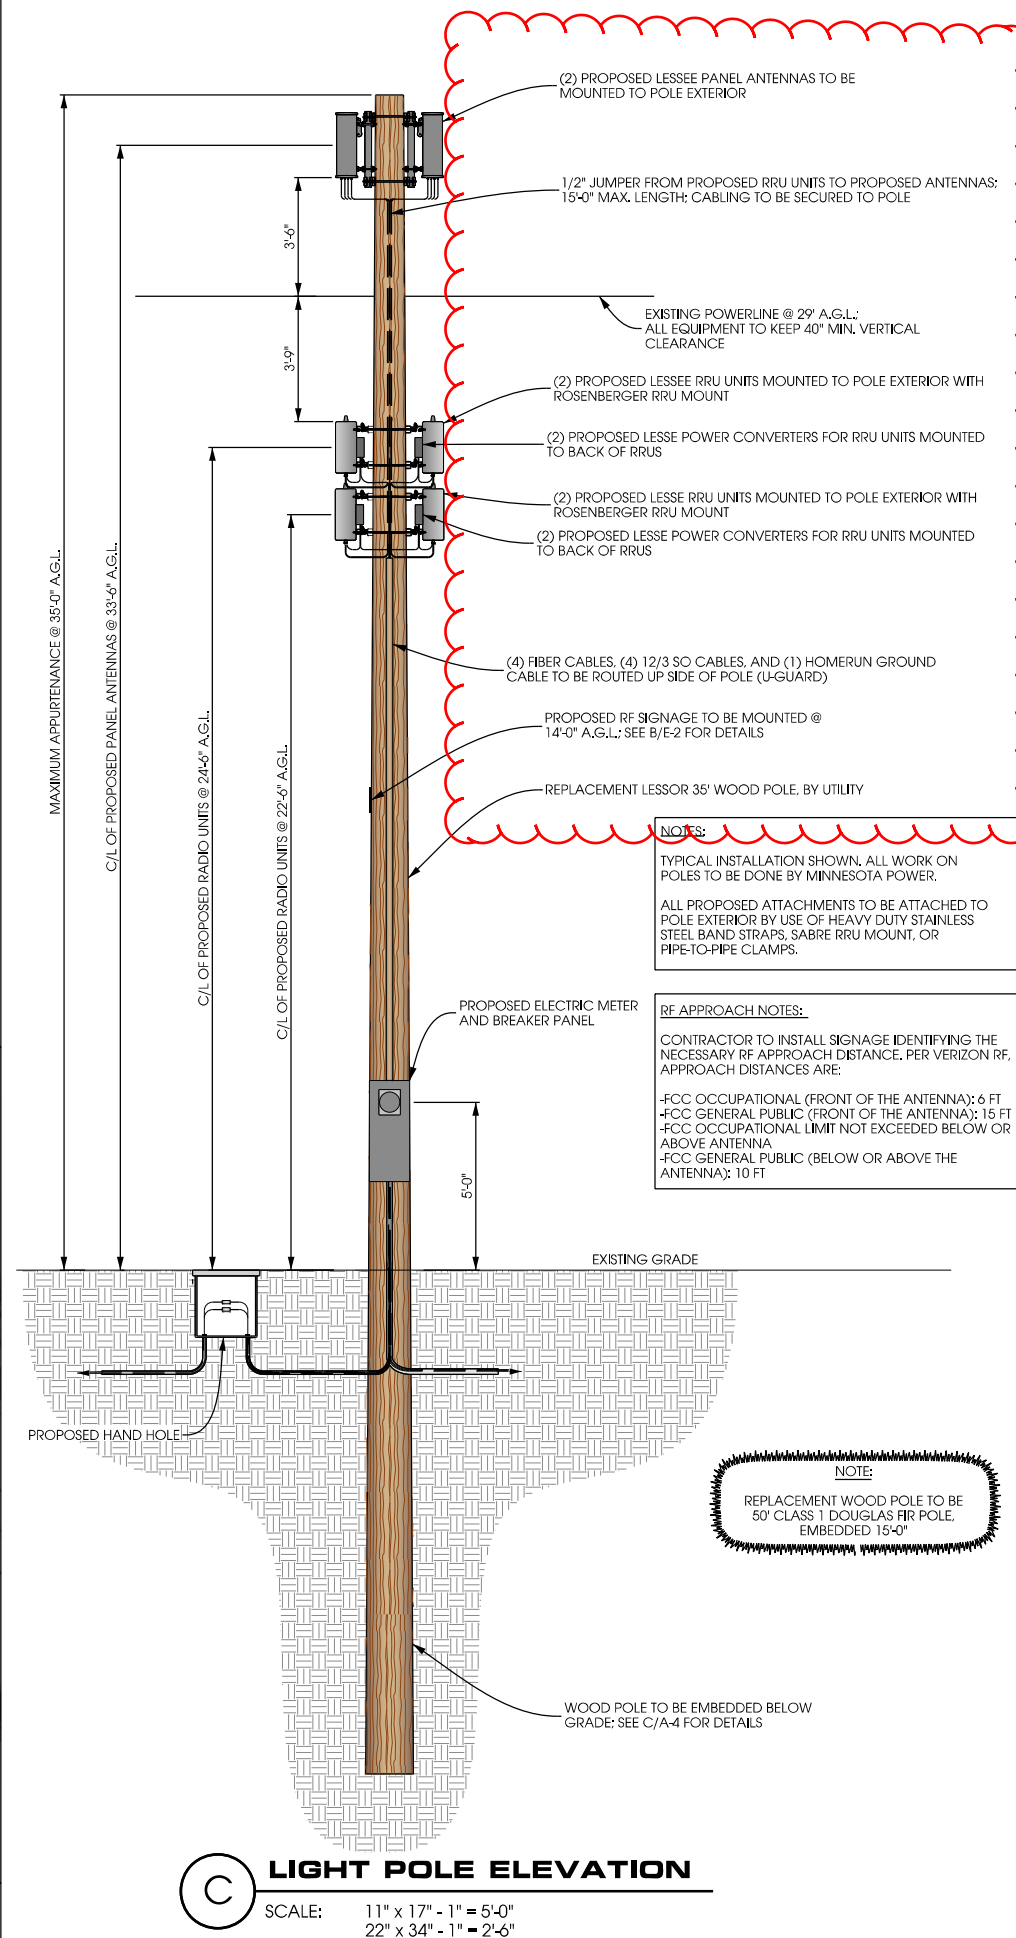 (2) PROPOSED LESSEE PANEL ANTENNAS TO BE
MOUNTED TO POLE EXTERIOR
1/2" JUMPER FROM PROPOSED RRU UNITS TO PROPOSED ANTENNAS;
15'-0" MAX. LENGTH; CABLING TO BE SECURED TO POLE
3'-6"
EXISTING POWERLINE @ 29' A.G.L.;
ALL EQUIPMENT TO KEEP 40" MIN. VERTICAL
CLEARANCE
3'-9"
(2) PROPOSED LESSEE RRU UNITS MOUNTED TO POLE EXTERIOR WITH
ROSENBERGER RRU MOUNT
(2) PROPOSED LESSE POWER CONVERTERS FOR RRU UNITS MOUNTED
TO BACK OF RRUS
(2) PROPOSED LESSE RRU UNITS MOUNTED TO POLE EXTERIOR WITH
ROSENBERGER RRU MOUNT
(2) PROPOSED LESSE POWER CONVERTERS FOR RRU UNITS MOUNTED
TO BACK OF RRUS
MAXIMUM APPURTENANCE @ 35'-0" A.G.L.
C/L OF PROPOSED PANEL ANTENNAS @ 33'-6" A.G.L.
C/L OF PROPOSED RADIO UNITS @ 24'-6" A.G.L.
C/L OF PROPOSED RADIO UNITS @ 22'-6" A.G.L.
(4) FIBER CABLES, (4) 12/3 SO CABLES, AND (1) HOMERUN GROUND
CABLE TO BE ROUTED UP SIDE OF POLE (U-GUARD)
PROPOSED RF SIGNAGE TO BE MOUNTED @
14'-0" A.G.L.; SEE B/E-2 FOR DETAILS
REPLACEMENT LESSOR 35' WOOD POLE, BY UTILITY
NOTES:
TYPICAL INSTALLATION SHOWN. ALL WORK ON
POLES TO BE DONE BY MINNESOTA POWER.
ALL PROPOSED ATTACHMENTS TO BE ATTACHED TO
POLE EXTERIOR BY USE OF HEAVY DUTY STAINLESS
STEEL BAND STRAPS, SABRE RRU MOUNT, OR
PIPE-TO-PIPE CLAMPS.
PROPOSED ELECTRIC METER
AND BREAKER PANEL
RF APPROACH NOTES:
CONTRACTOR TO INSTALL SIGNAGE IDENTIFYING THE
NECESSARY RF APPROACH DISTANCE. PER VERIZON RF,
APPROACH DISTANCES ARE:
-FCC OCCUPATIONAL (FRONT OF THE ANTENNA): 6 FT
-FCC GENERAL PUBLIC (FRONT OF THE ANTENNA): 15 FT
-FCC OCCUPATIONAL LIMIT NOT EXCEEDED BELOW OR
ABOVE ANTENNA
-FCC GENERAL PUBLIC (BELOW OR ABOVE THE
ANTENNA): 10 FT
5'-0"
EXISTING GRADE
PROPOSED HAND HOLE
NOTE:
REPLACEMENT WOOD POLE TO BE
50' CLASS 1 DOUGLAS FIR POLE,
EMBEDDED 15'-0"
WOOD POLE TO BE EMBEDDED BELOW
GRADE; SEE C/A-4 FOR DETAILS
C
LIGHT POLE ELEVATION
SCALE: 11" x 17" - 1" = 5'-0"
22" x 34" - 1" = 2'-6"